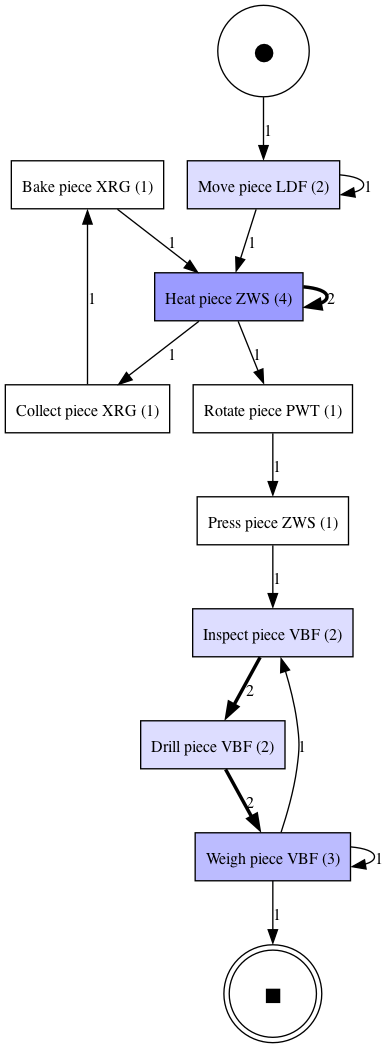 1
Bake piece XRG (1)
Move piece LDF (2)
1
1
1
1
Heat piece ZWS (4)
2
1
1
Collect piece XRG (1)
Rotate piece PWT (1)
1
Press piece ZWS (1)
1
Inspect piece VBF (2)
2
Drill piece VBF (2)
1
2
Weigh piece VBF (3)
1
1